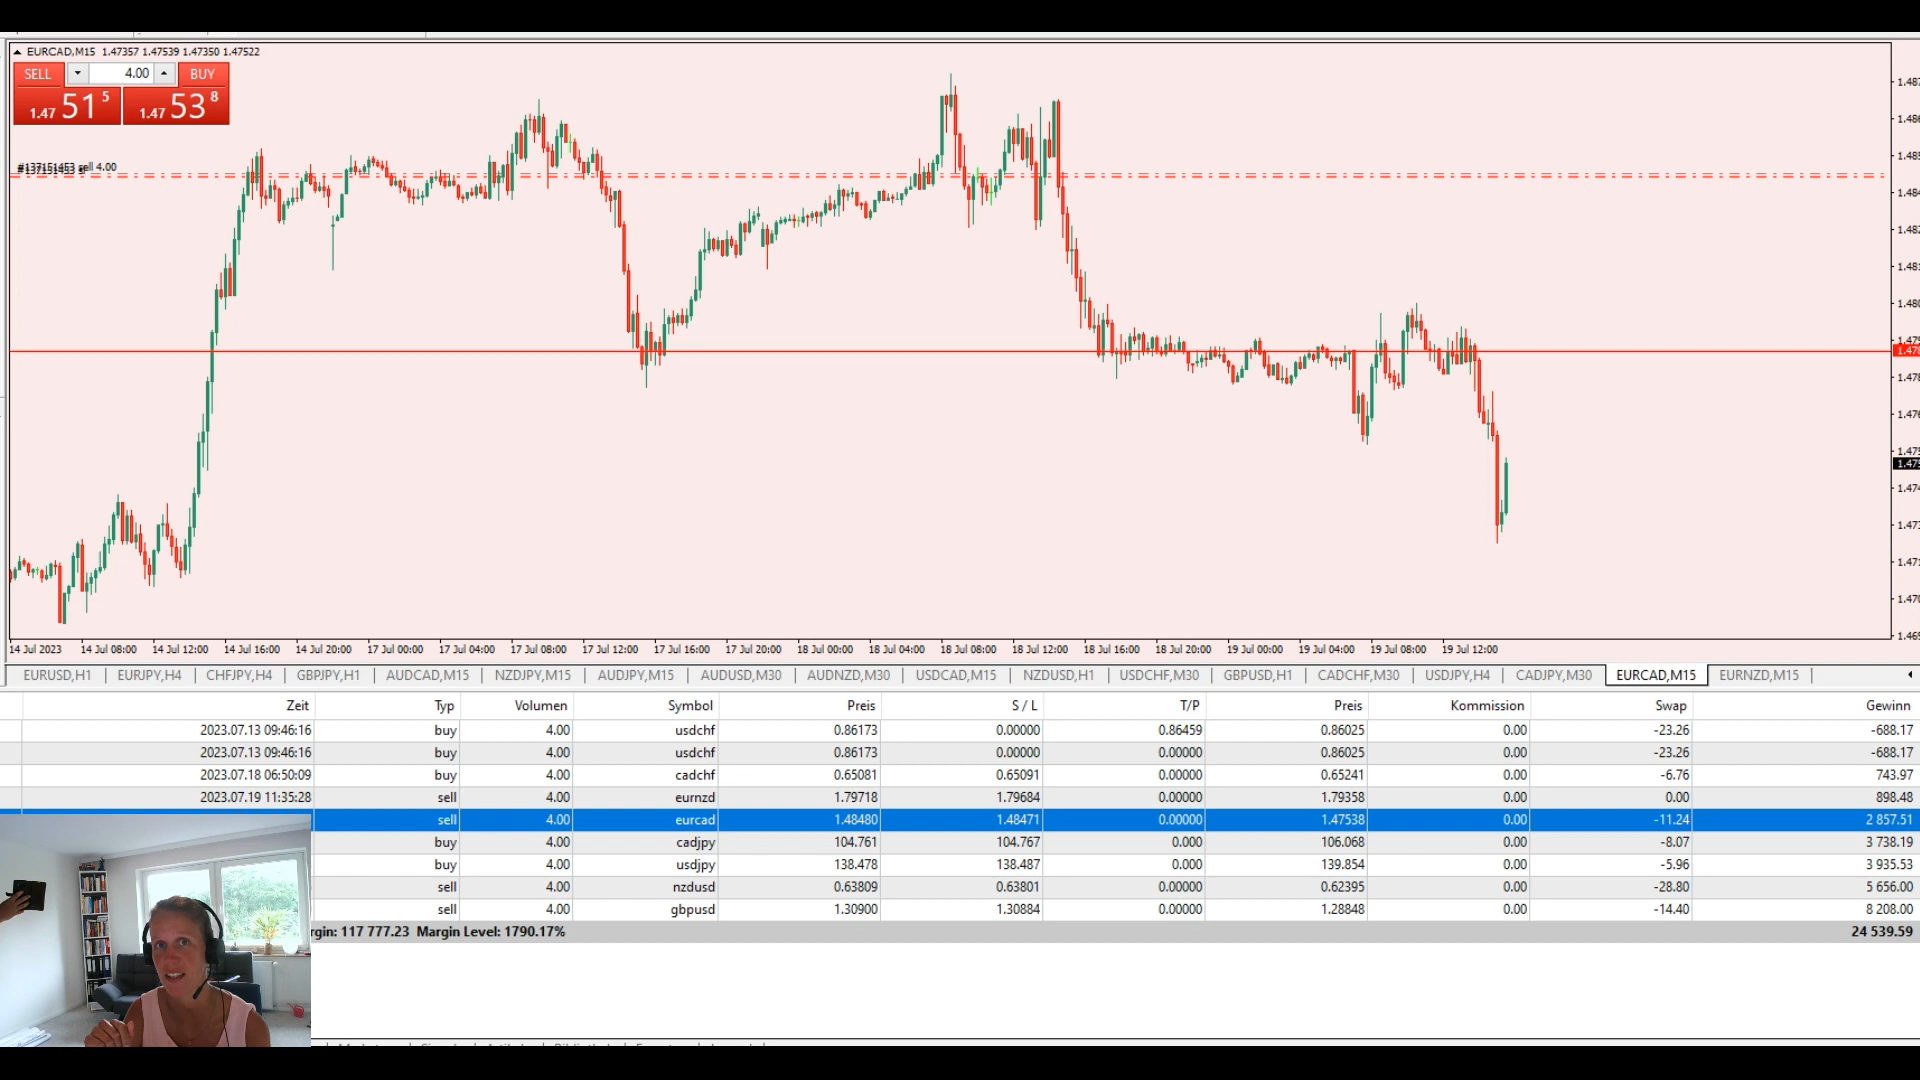 EURCAD,M15 1.47357 1.47539 1.47350 1.47522
SELL 4.00 BUY
1.47 51 5 1.47 53 8
#137151453 sell 4.00
14 Jul 2023 14 Jul 08:00 14 Jul 12:00 14 Jul 16:00 14 Jul 20:00 17 Jul 00:00 17 Jul 04:00 17 Jul 08:00 17 Jul 12:00 17 Jul 16:00 17 Jul 20:00 18 Jul 00:00 18 Jul 04:00 18 Jul 08:00 18 Jul 12:00 18 Jul 16:00 18 Jul 20:00 19 Jul 00:00 19 Jul 04:00 19 Jul 08:00 19 Jul 12:00
EURUSD,H1 EURJPY,H4 CHFJPY,H4 GBPJPY,H1 AUDCAD,M15 NZDJPY,M15 AUDJPY,M15 AUDUSD,M30 AUDNZD,M30 USDCAD,M15 NZDUSD,H1 USDCHF,M30 GBPUSD,H1 CADCHF,M30 USDJPY,H4 CADJPY,M30 EURCAD,M15 EURNZD,M15
Zeit Typ Volumen Symbol Preis S / L T/P Preis Kommission Swap Gewinn
2023.07.13 09:46:16 buy 4.00 usdchf 0.86173 0.00000 0.86459 0.86025 0.00 -23.26 -688.17
2023.07.13 09:46:16 buy 4.00 usdchf 0.86173 0.00000 0.86459 0.86025 0.00 -23.26 -688.17
2023.07.18 06:50:09 buy 4.00 cadchf 0.65081 0.65091 0.00000 0.65241 0.00 -6.76 743.97
2023.07.19 11:35:28 sell 4.00 eurnzd 1.79718 1.79684 0.00000 1.79358 0.00 0.00 898.48
sell 4.00 eurcad 1.48480 1.48471 0.00000 1.47538 0.00 -11.24 2 857.51
buy 4.00 cadjpy 104.761 104.767 0.000 106.068 0.00 -8.07 3 738.19
buy 4.00 usdjpy 138.478 138.487 0.000 139.854 0.00 -5.96 3 935.53
sell 4.00 nzdusd 0.63809 0.63801 0.00000 0.62395 0.00 -28.80 5 656.00
sell 4.00 gbpusd 1.30900 1.30884 0.00000 1.28848 0.00 -14.40 8 208.00
rgin: 117 777.23 Margin Level: 1790.17% 24 539.59